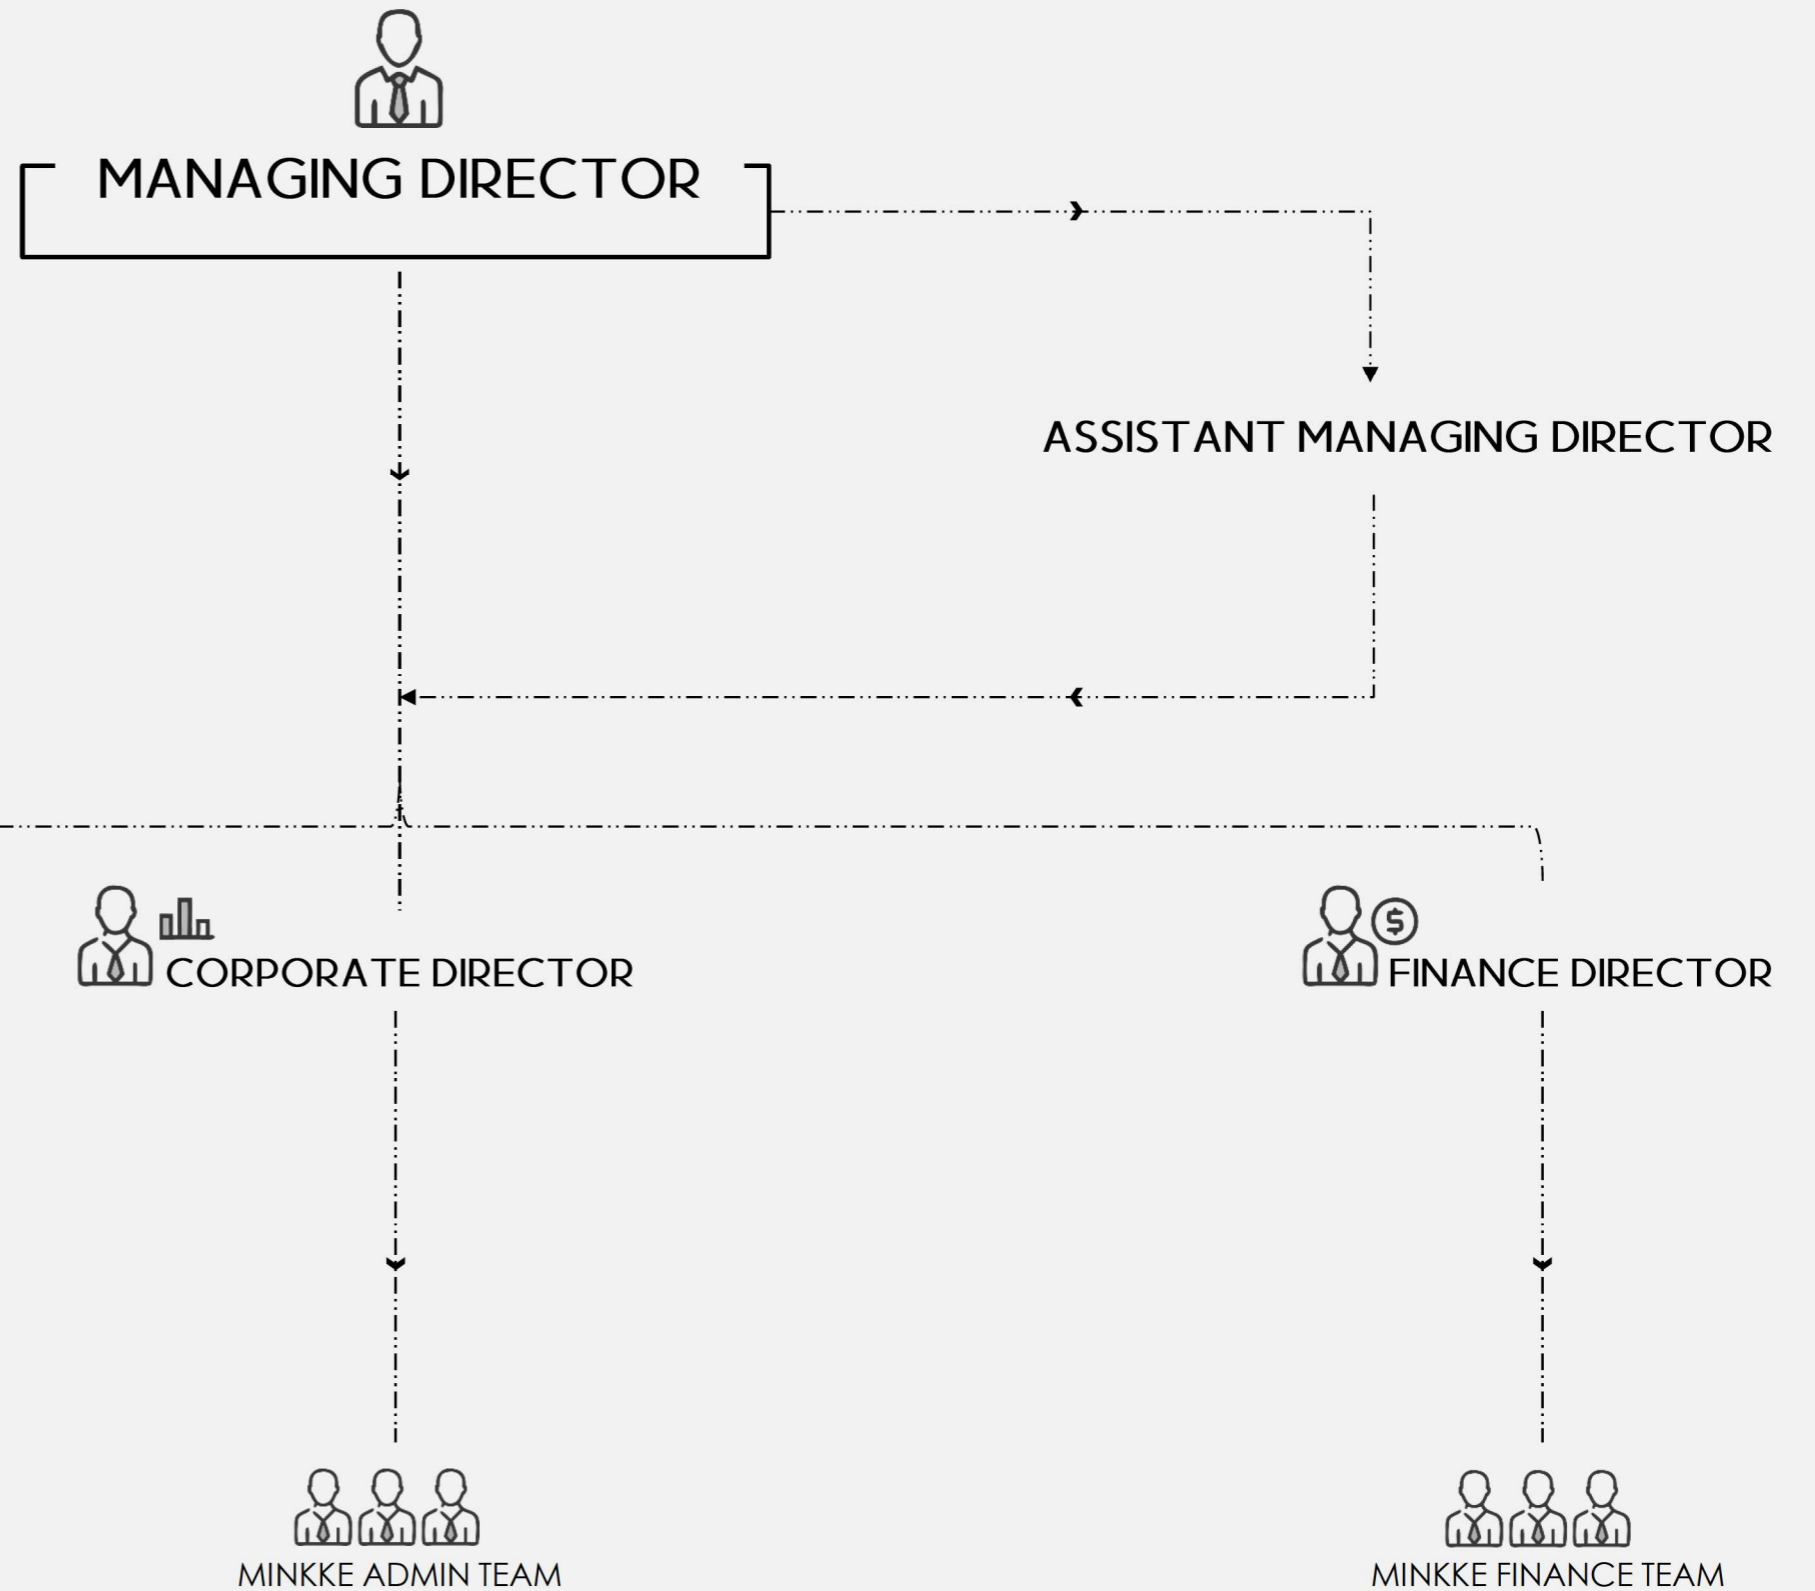 MANAGING DIRECTOR
ASSISTANT MANAGING DIRECTOR
CORPORATE DIRECTOR
$
FINANCE DIRECTOR
MINKKE ADMIN TEAM
MINKKE FINANCE TEAM